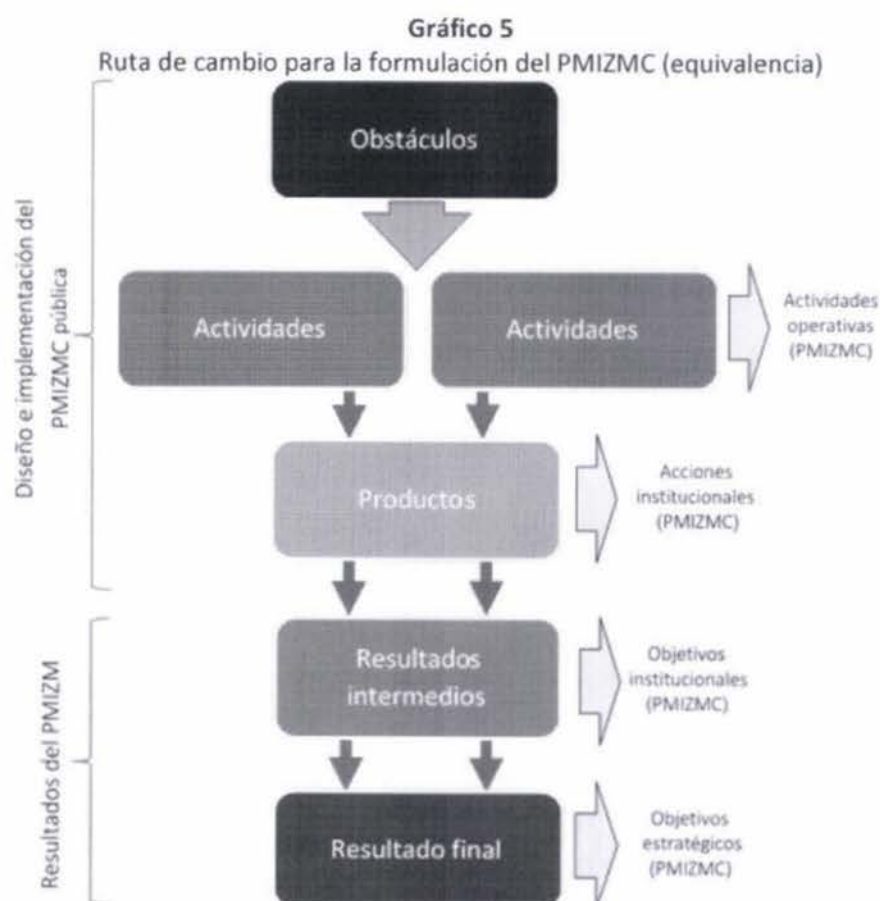 Gráfico 5
Ruta de cambio para la formulación del PMIZMC (equivalencia)
Diseño e implementación del
PMIZMC pública
Obstáculos
Actividades
Actividades
Actividades
operativas
(PMIZMC)
Productos
Acciones
institucionales
(PMIZMC)
Resultados del PMIZM
Resultados
intermedios
Objetivos
institucionales
(PMIZMC)
Resultado final
Objetivos
estratégicos
(PMIZMC)